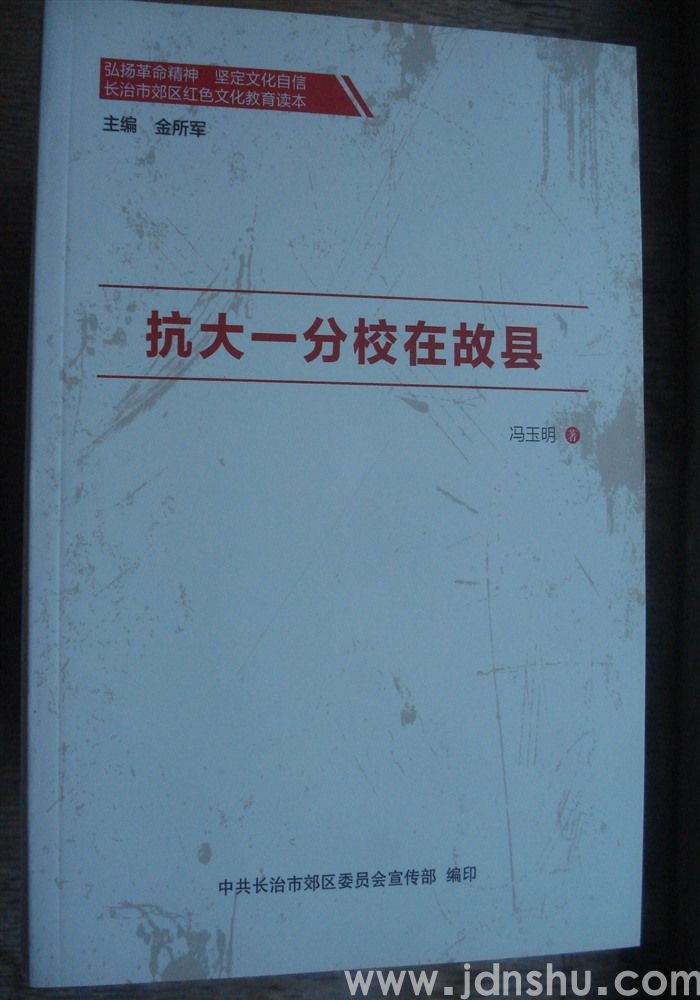 弘扬革命精神 坚定文化自信
长治市郊区红色文化教育读本
主编 金所军
抗大一分校在故县
冯玉明 著
中共长治市郊区委员会宣传部 编印
www.jdnshu.com